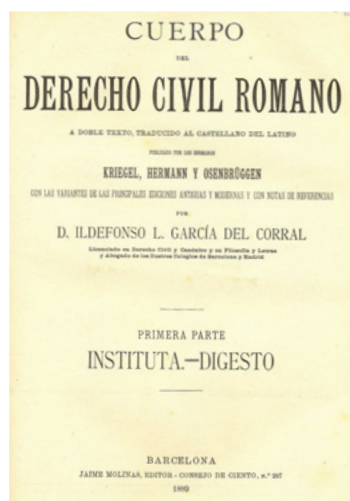 CUERPO
DEL
DERECHO CIVIL ROMANO
A DOBLE TEXTO, TRADUCIDO AL CASTELLANO DEL LATINO
PUBLICADO POR LOS HERMANOS
KRIEGEL, HERMANN Y OSENBRÜGGEN
CON LAS VARIANTES DE LAS PRINCIPALES EDICIONES ANTIGUAS Y MODERNAS Y CON NOTAS DE REFERENCIAS
POR
D. ILDEFONSO L. GARCÍA DEL CORRAL
Licenciado en Derecho Civil y Canónico y en Filosofía y Letras
y Abogado de los Ilustres Colegios de Barcelona y Madrid
PRIMERA PARTE
INSTITUTA.—DIGESTO
BARCELONA
JAIME MOLINAS, EDITOR - CONSEJO DE CIENTO, n.º 287
1889